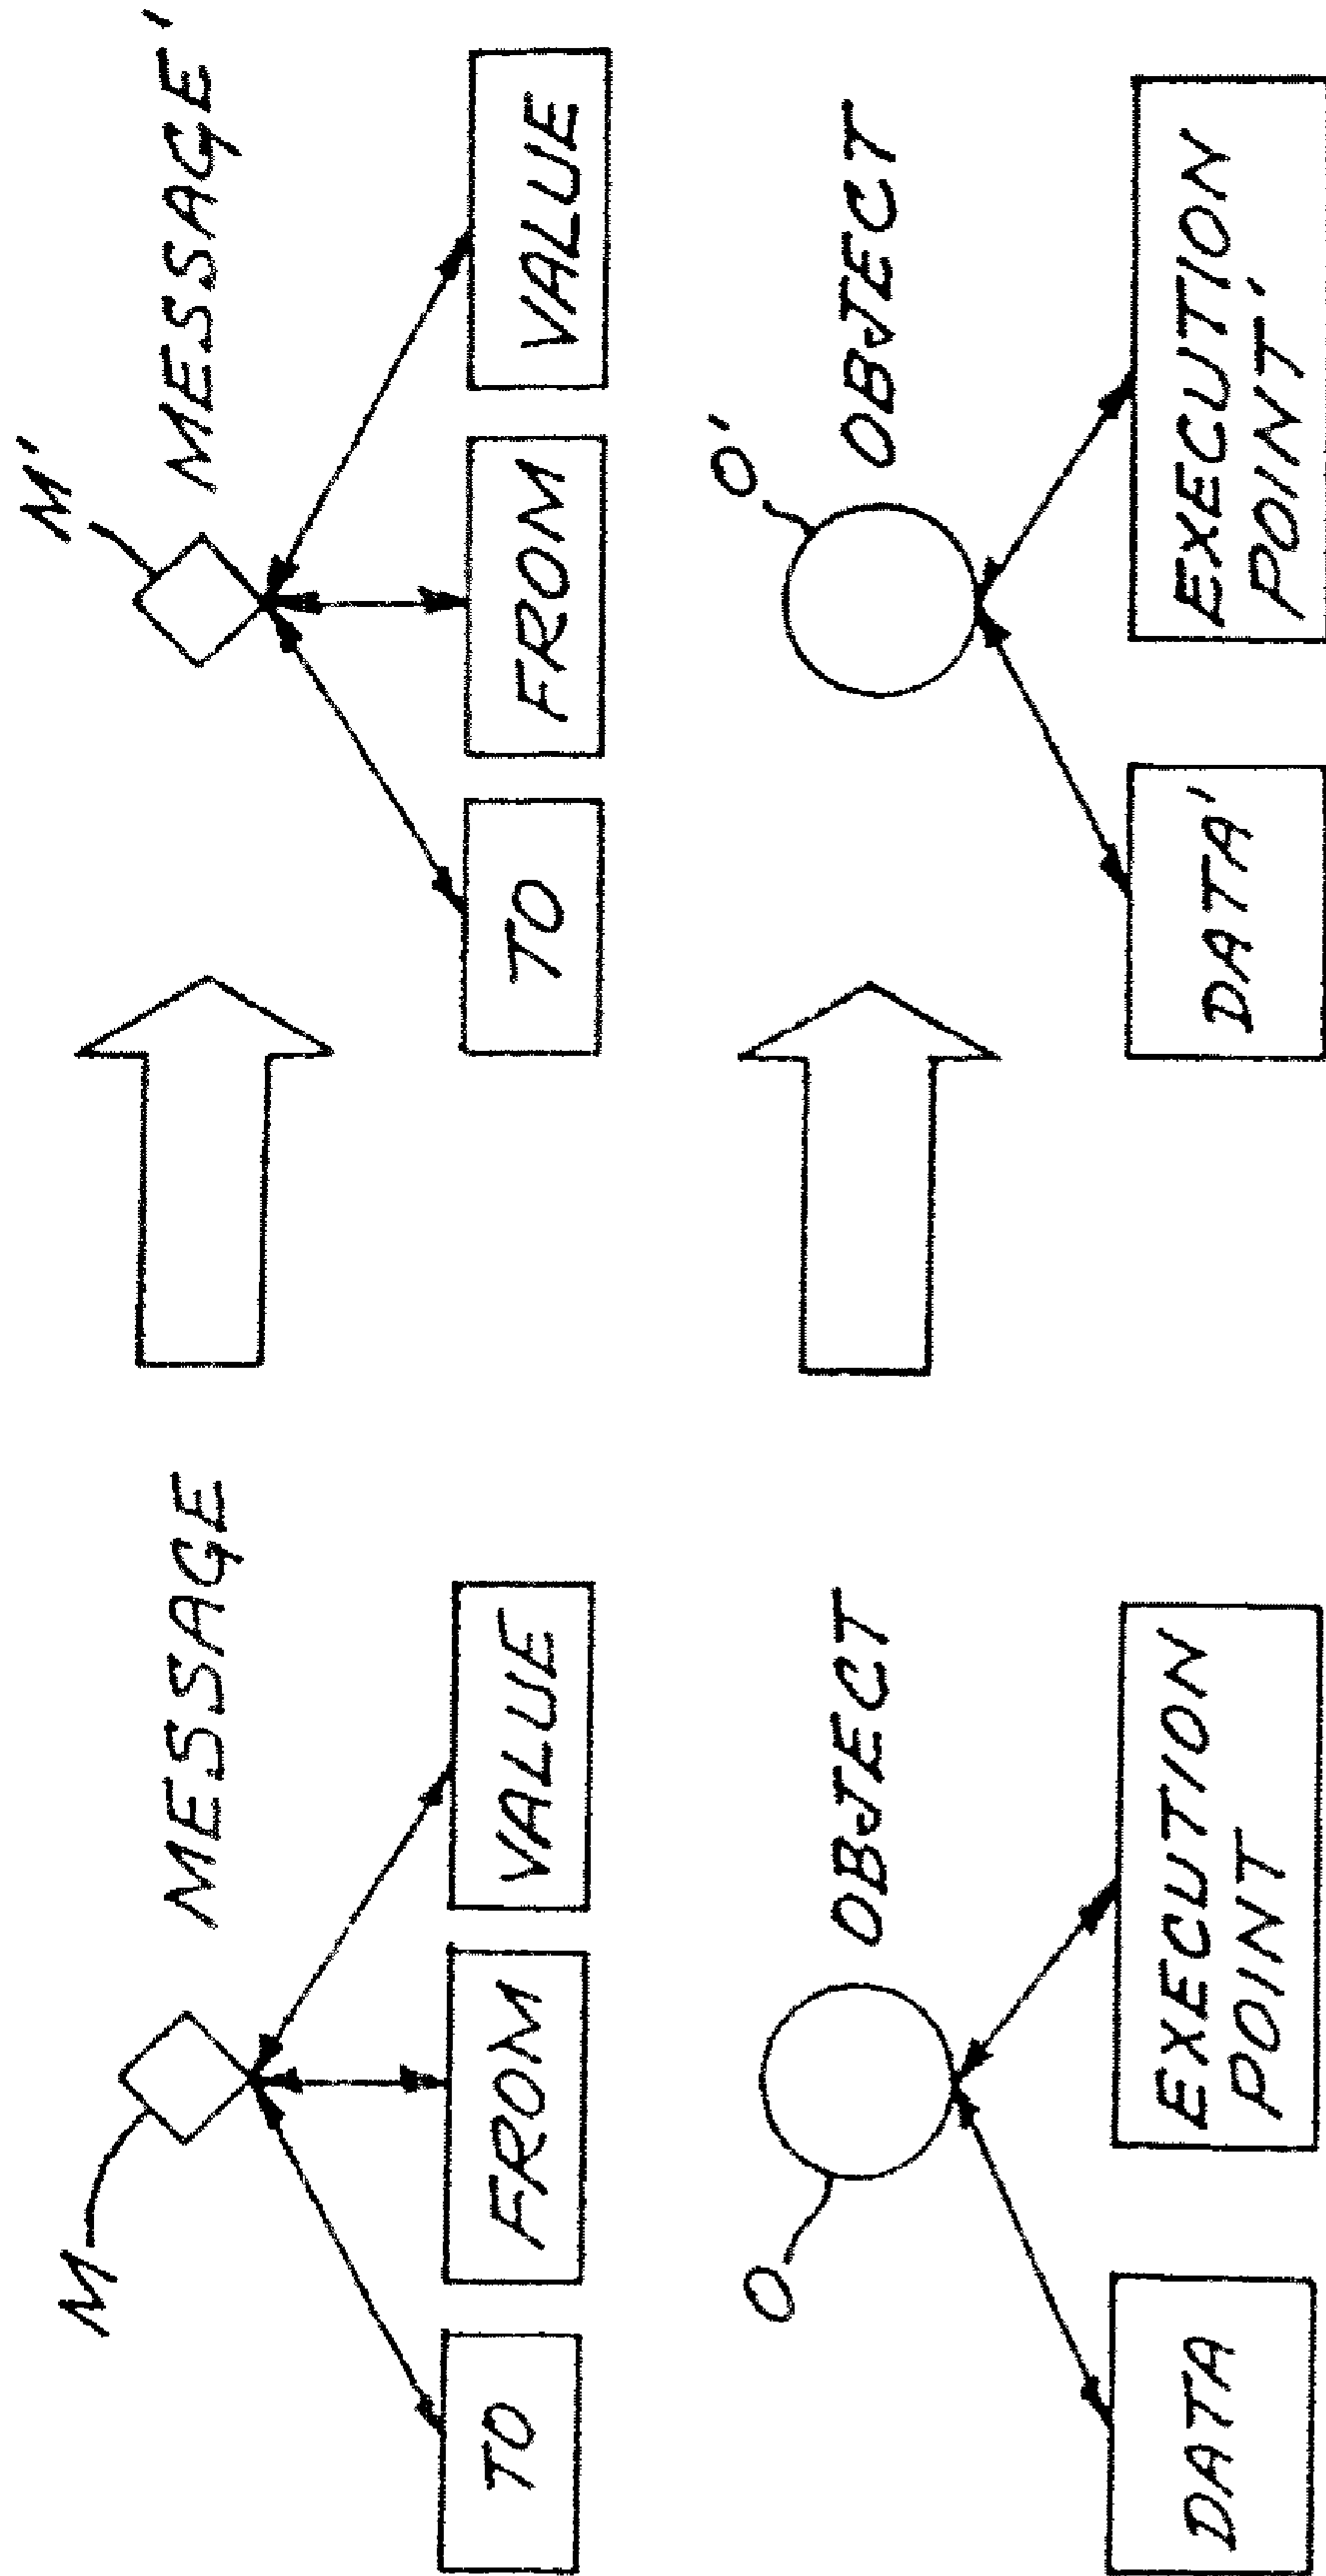 M
MESSAGE
TO
FROM
VALUE
M'
MESSAGE'
TO
FROM
VALUE
O
OBJECT
DATA
EXECUTION
POINT
O'
OBJECT
DATA'
EXECUTION
POINT'